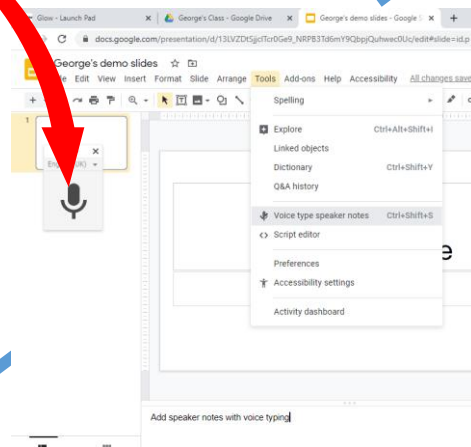 Glow - Launch Pad × George's Class - Google Drive × George's demo slides - Google S × +
docs.google.com/presentation/d/13LVZDtSjjclTcr0Ge9_NRPB3Td6mY9QbpjQuhwec0Uc/edit#slide=id.p
George's demo slides
Edit View Insert Format Slide Arrange Tools Add-ons Help Accessibility All changes save
1
Spelling
Explore Ctrl+Alt+Shift+I
Linked objects
Dictionary Ctrl+Shift+Y
Q&A history
Voice type speaker notes Ctrl+Shift+S
Script editor
Preferences
Accessibility settings
Activity dashboard
Add speaker notes with voice typing